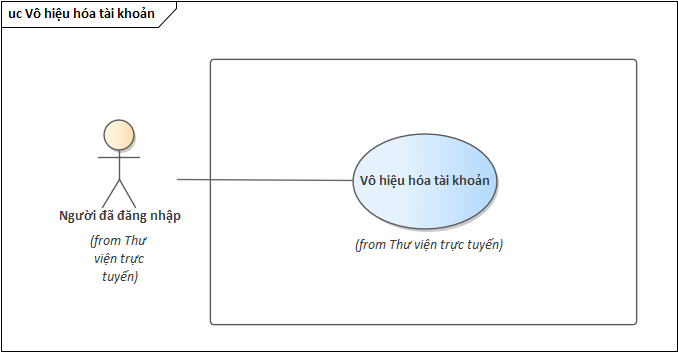 uc Vô hiệu hóa tài khoản
Vô hiệu hóa tài khoản
(from Thư viện trực tuyến)
Người đã đăng nhập
(from Thư
viện trực
tuyến)